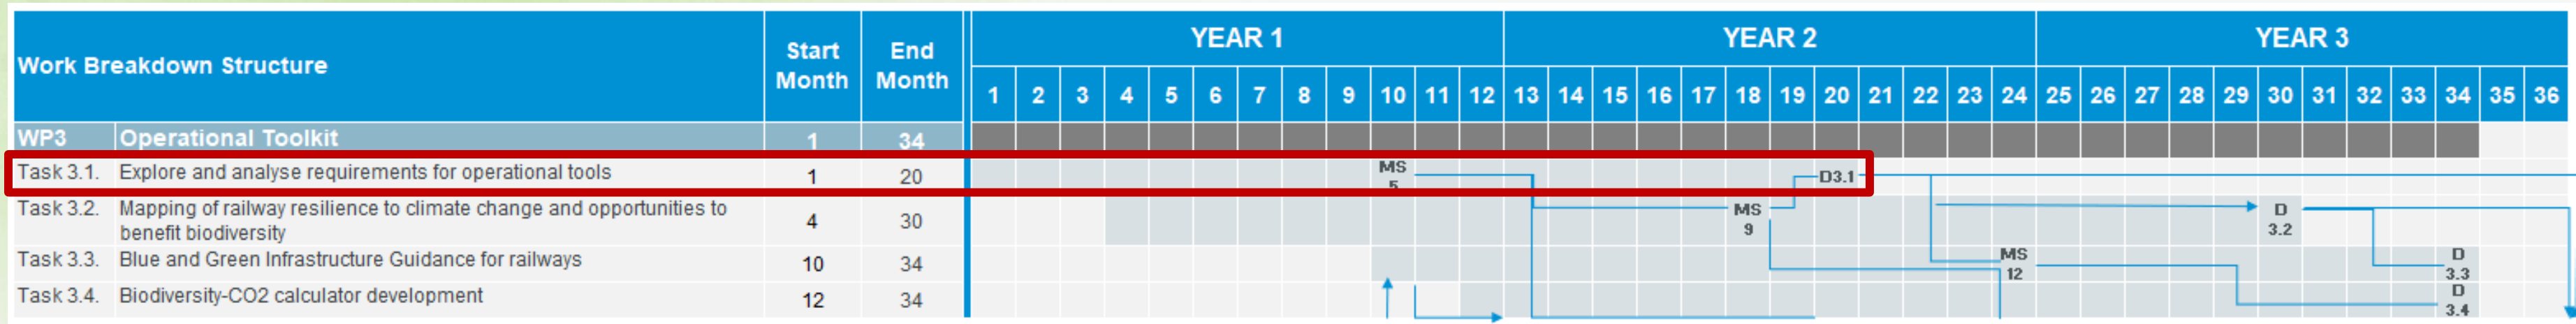 Work Breakdown Structure
Start Month
End Month
YEAR 1
YEAR 2
YEAR 3
1 2 3 4 5 6 7 8 9 10 11 12 13 14 15 16 17 18 19 20 21 22 23 24 25 26 27 28 29 30 31 32 33 34 35 36
WP3 Operational Toolkit 1 34
Task 3.1. Explore and analyse requirements for operational tools 1 20
MS
5
D3.1
Task 3.2. Mapping of railway resilience to climate change and opportunities to
benefit biodiversity
4 30
MS
9
D
3.2
Task 3.3. Blue and Green Infrastructure Guidance for railways 10 34
MS
12
D
3.3
Task 3.4. Biodiversity-CO2 calculator development 12 34
D
3.4